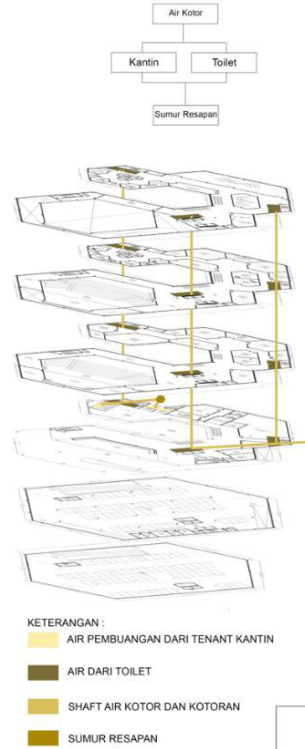 Air Kotor
Kantin
Toilet
Sumur Resapan
KETERANGAN :
AIR PEMBUANGAN DARI TENANT KANTIN
AIR DARI TOILET
SHAFT AIR KOTOR DAN KOTORAN
SUMUR RESAPAN